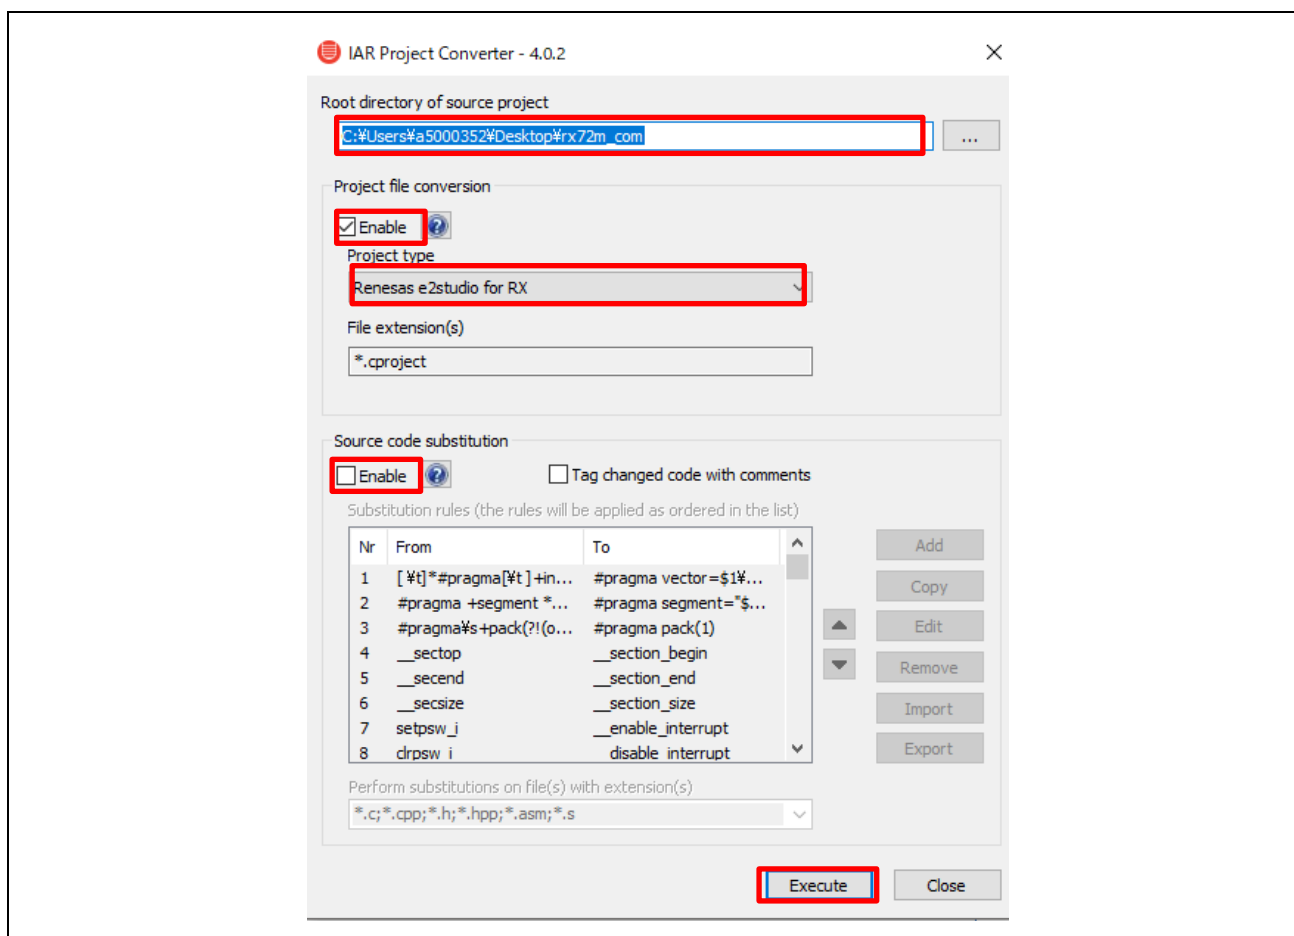 IAR Project Converter - 4.0.2
Root directory of source project
C:¥Users¥a5000352¥Desktop¥rx72m_com
...
Project file conversion
Enable
Project type
Renesas e2studio for RX
File extension(s)
*.cproject
Source code substitution
Enable Tag changed code with comments
Substitution rules (the rules will be applied as ordered in the list)
Nr From To
1 [ ¥t]*#pragma[¥t ]+in... #pragma vector=$1¥...
2 #pragma +segment *... #pragma segment="$...
3 #pragma¥s+pack(?!(o... #pragma pack(1)
4 __sectop __section_begin
5 __secend __section_end
6 __secsize __section_size
7 setpsw_i __enable_interrupt
8 clrpsw_i __disable_interrupt
Add
Copy
Edit
Remove
Import
Export
Perform substitutions on file(s) with extension(s)
*.c;*.cpp;*.h;*.hpp;*.asm;*.s
Execute Close